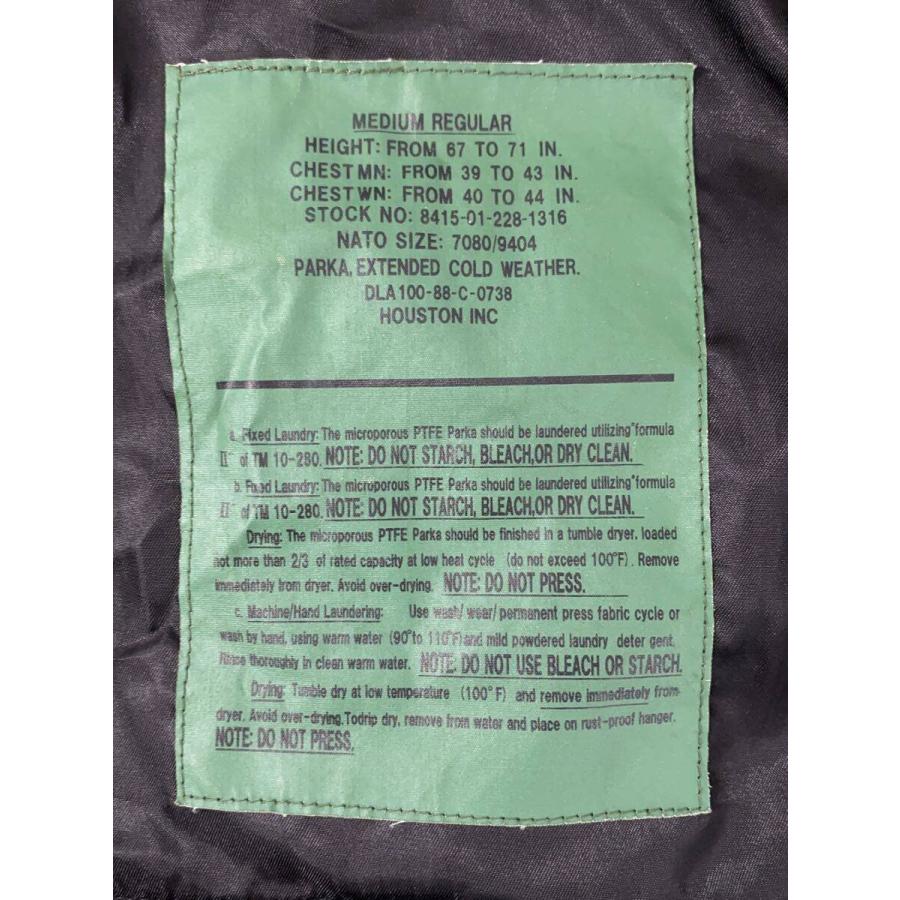 MEDIUM REGULAR
HEIGHT: FROM 67 TO 71 IN.
CHEST MN: FROM 39 TO 43 IN.
CHEST WN: FROM 40 TO 44 IN.
STOCK NO: 8415-01-228-1316
NATO SIZE: 7080/9404
PARKA, EXTENDED COLD WEATHER.
DLA100-88-C-0738
HOUSTON INC
a. Fixed Laundry: The microporous PTFE Parka should be laundered utilizing "formula
II" of TM 10-280. NOTE: DO NOT STARCH, BLEACH,OR DRY CLEAN.
b. Fixed Laundry: The microporous PTFE Parka should be laundered utilizing "formula
II" of TM 10-280. NOTE: DO NOT STARCH, BLEACH,OR DRY CLEAN.
Drying: The microporous PTFE Parka should be finished in a tumble dryer, loaded
not more than 2/3 of rated capacity at low heat cycle (do not exceed 100°F). Remove
immediately from dryer. Avoid over-drying. NOTE: DO NOT PRESS.
c. Machine/Hand Laundering: Use wash/wear/permanent press fabric cycle or
wash by hand, using warm water (90°to 110°F) and mild powdered laundry deter gent.
Rinse thoroughly in clean warm water. NOTE: DO NOT USE BLEACH OR STARCH.
Drying: Tumble dry at low temperature (100°F) and remove immediately from
dryer. Avoid over-drying. Todrip dry, remove from water and place on rust-proof hanger.
NOTE: DO NOT PRESS.